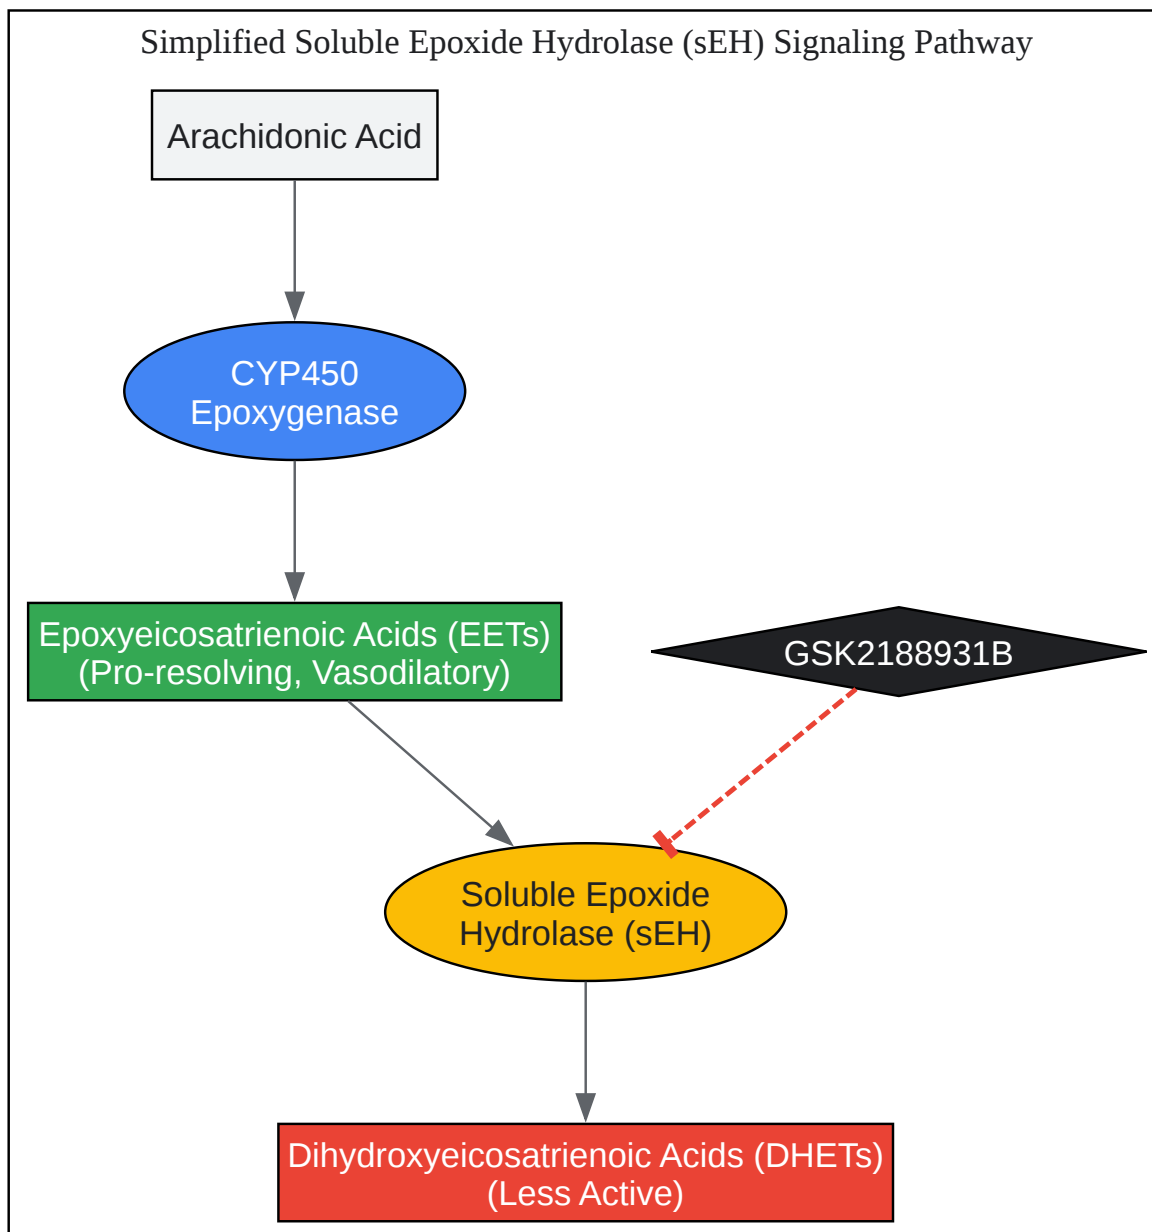 Simplified Soluble Epoxide Hydrolase (sEH) Signaling Pathway
Arachidonic Acid
CYP450
Epoxygenase
Epoxyeicosatrienoic Acids (EETs)
(Pro-resolving, Vasodilatory)
GSK2188931B
Soluble Epoxide
Hydrolase (sEH)
Dihydroxyeicosatrienoic Acids (DHETs)
(Less Active)